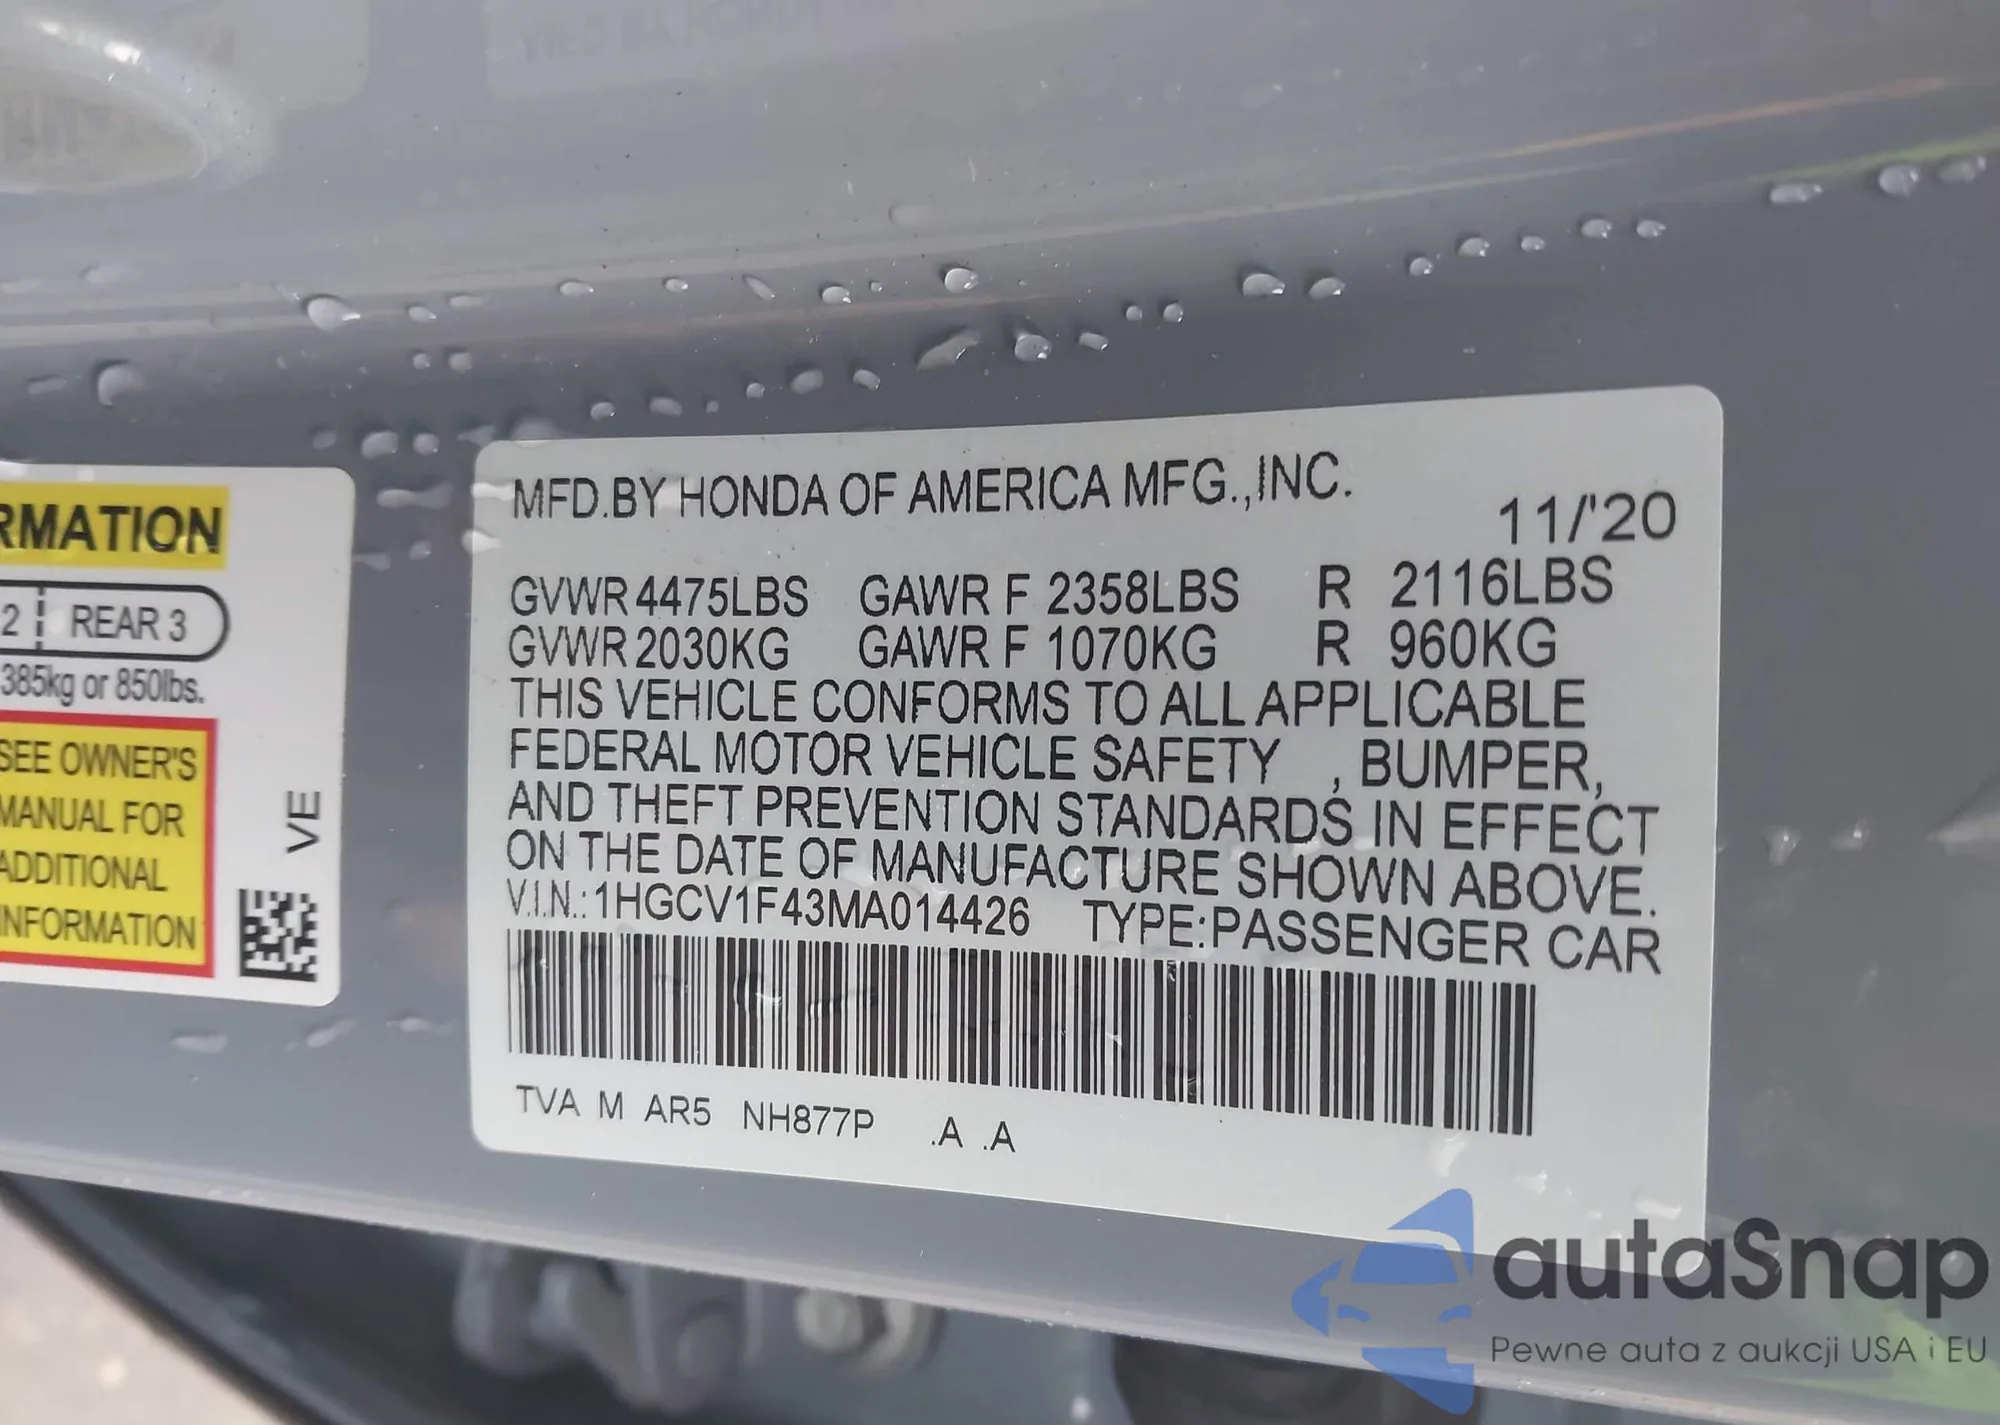 RMATION
2 REAR 3
385kg or 850lbs.
SEE OWNER'S
MANUAL FOR
ADDITIONAL
INFORMATION
VE
MFD.BY HONDA OF AMERICA MFG.,INC.
11/'20
GVWR 4475LBS GAWR F 2358LBS R 2116LBS
GVWR 2030KG GAWR F 1070KG R 960KG
THIS VEHICLE CONFORMS TO ALL APPLICABLE
FEDERAL MOTOR VEHICLE SAFETY , BUMPER,
AND THEFT PREVENTION STANDARDS IN EFFECT
ON THE DATE OF MANUFACTURE SHOWN ABOVE.
V.I.N.: 1HGCV1F43MA014426 TYPE:PASSENGER CAR
TVA M AR5 NH877P .A .A
autaSnap
Pewne auta z aukcji USA i EU